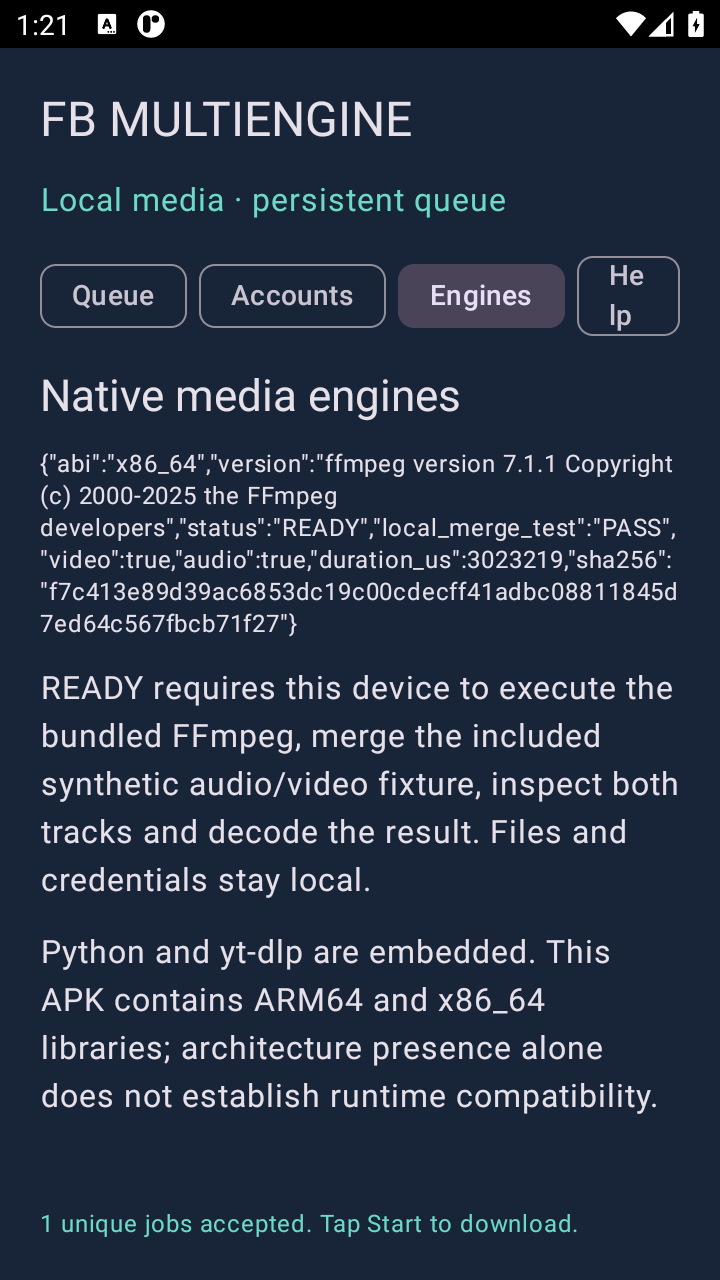 1:21
FB MULTIENGINE
Local media · persistent queue
Queue
Accounts
Engines
He
lp
Native media engines
{"abi":"x86_64","version":"ffmpeg version 7.1.1 Copyright
(c) 2000-2025 the FFmpeg
developers","status":"READY","local_merge_test":"PASS",
"video":true,"audio":true,"duration_us":3023219,"sha256":
"f7c413e89d39ac6853dc19c00cdecff41adbc08811845d
7ed64c567fbcb71f27"}
READY requires this device to execute the
bundled FFmpeg, merge the included
synthetic audio/video fixture, inspect both
tracks and decode the result. Files and
credentials stay local.
Python and yt-dlp are embedded. This
APK contains ARM64 and x86_64
libraries; architecture presence alone
does not establish runtime compatibility.
1 unique jobs accepted. Tap Start to download.